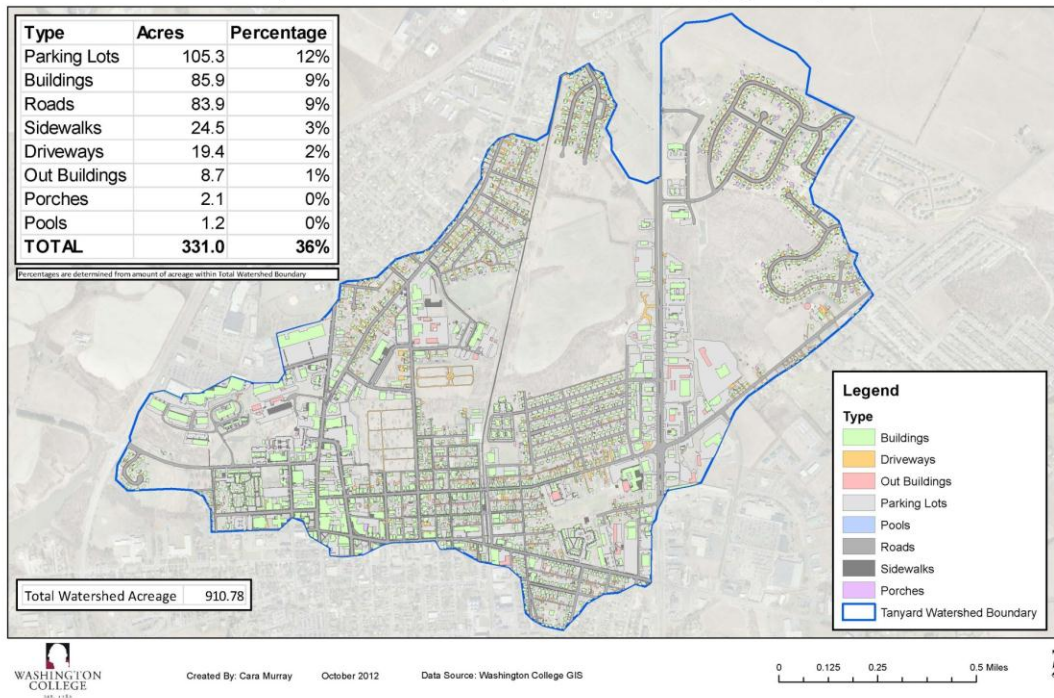 Type Acres Percentage
Parking Lots 105.3 12%
Buildings 85.9 9%
Roads 83.9 9%
Sidewalks 24.5 3%
Driveways 19.4 2%
Out Buildings 8.7 1%
Porches 2.1 0%
Pools 1.2 0%
TOTAL 331.0 36%
Percentages are determined from amount of acreage within Total Watershed Boundary
Legend
Type
Buildings
Driveways
Out Buildings
Parking Lots
Pools
Roads
Sidewalks
Porches
Tanyard Watershed Boundary
Total Watershed Acreage 910.78
WASHINGTON
COLLEGE
Created By: Cara Murray October 2012 Data Source: Washington College GIS
0 0.125 0.25 0.5 Miles